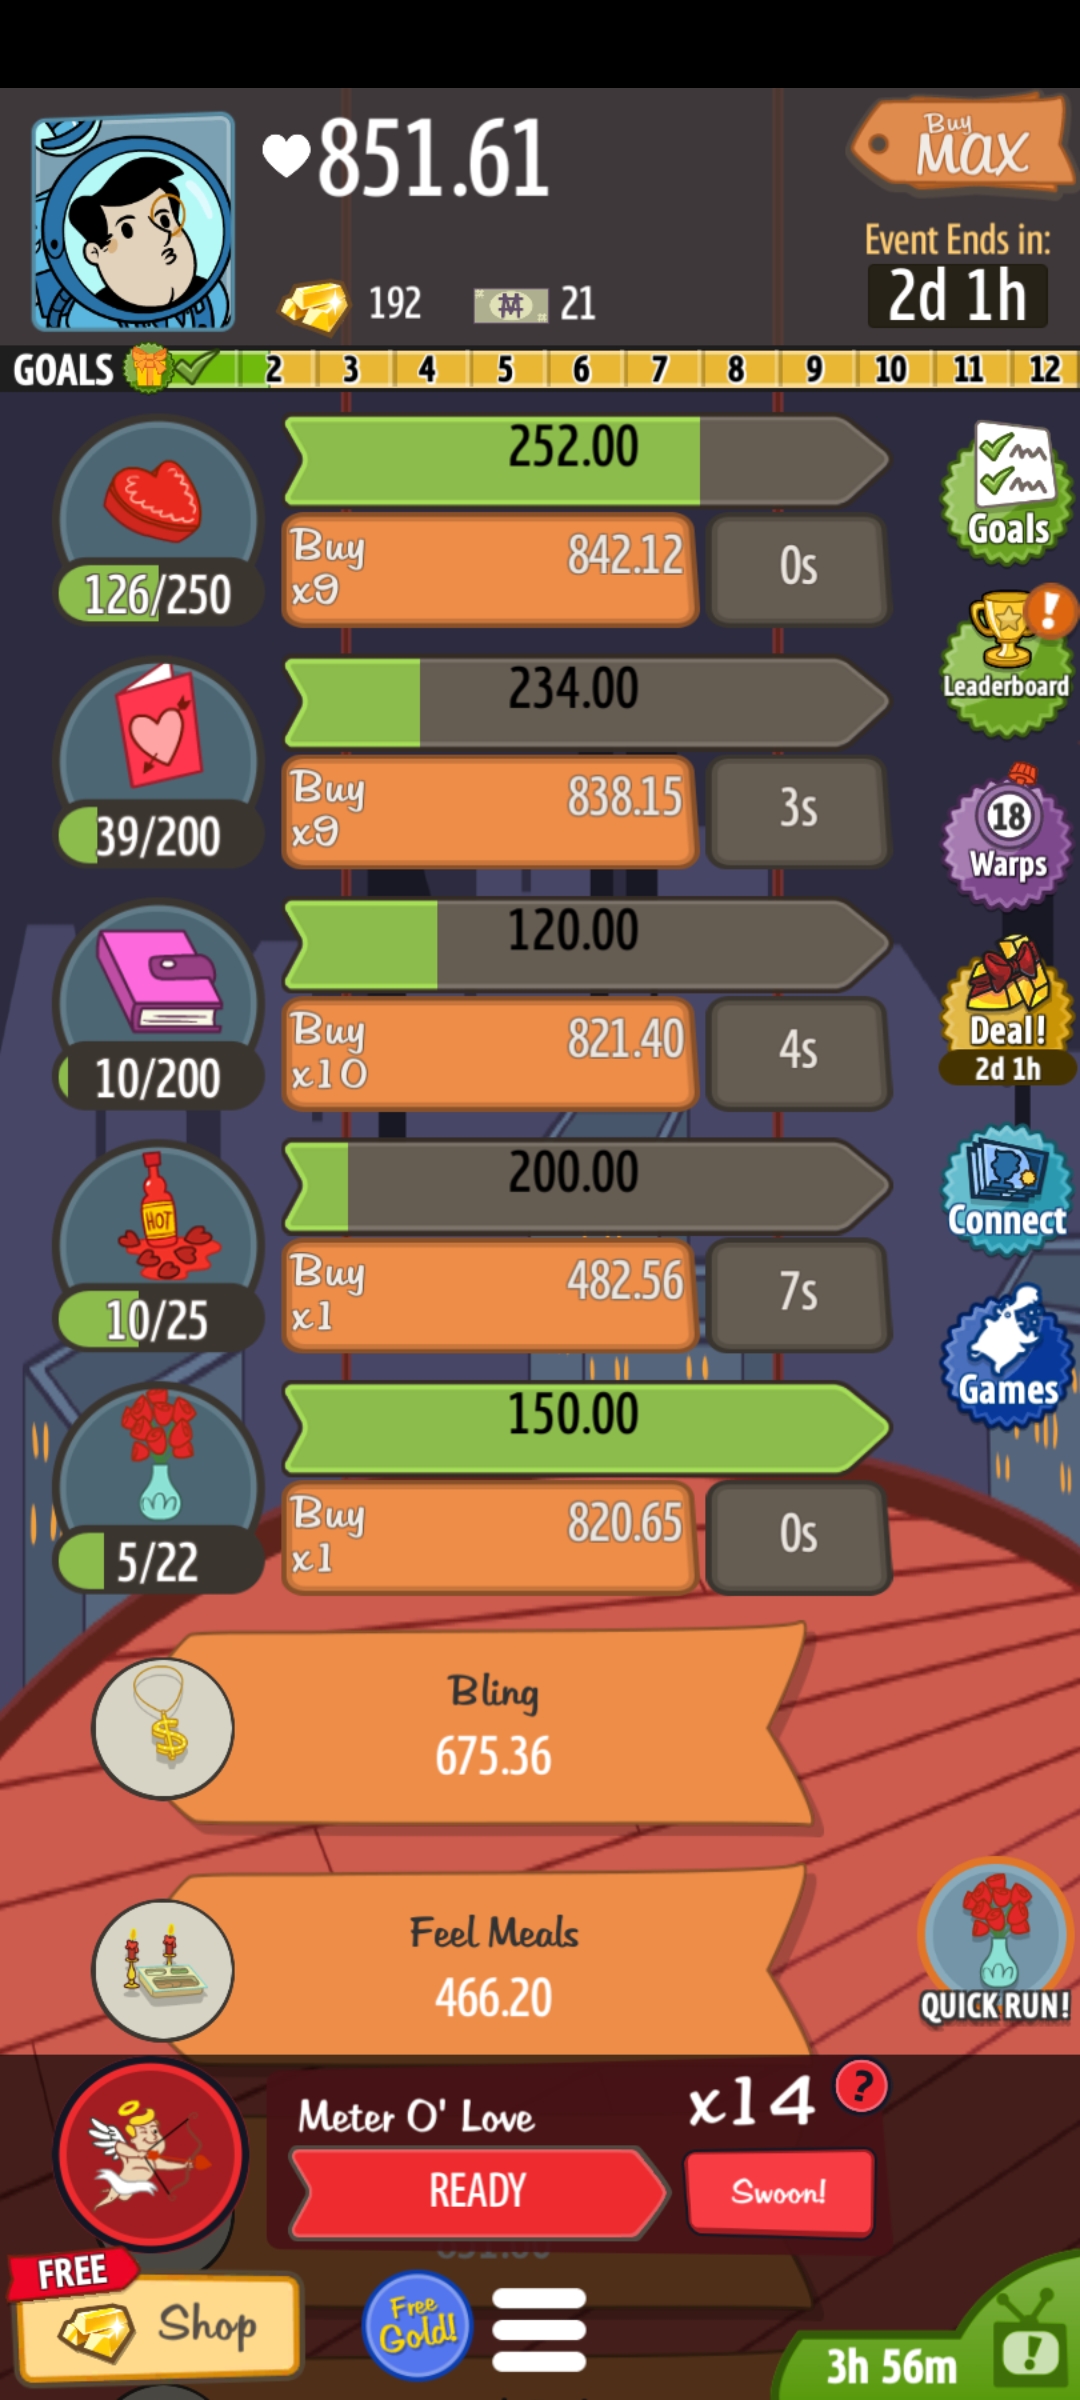 851.61
Buy
MAX
Event Ends in:
2d 1h
192
21
GOALS 2 3 4 5 6 7 8 9 10 11 12
252.00
Buy
x9
842.12
0s
126/250
Goals
234.00
Buy
x9
838.15
3s
39/200
Leaderboard
18
Warps
120.00
Buy
x10
821.40
4s
10/200
Deal!
2d 1h
HOT
200.00
Buy
x1
482.56
7s
10/25
Connect
150.00
Buy
x1
820.65
0s
5/22
Games
Bling
675.36
Feel Meals
466.20
QUICK RUN!
Meter O' Love
x14
?
READY
Swoon!
FREE
Shop
Free
Gold!
3h 56m